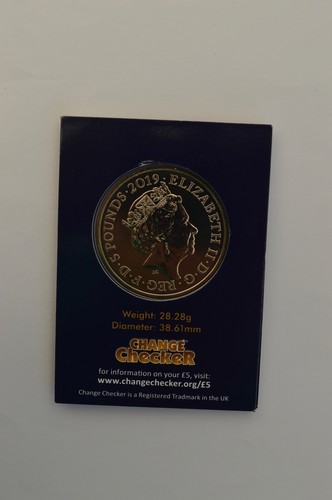 ELIZABETH II · D · G · REG · F · D · 5 POUNDS · 2019 ·
Weight: 28.28g
Diameter: 38.61mm
CHANGE
CHECKER
for information on your £5, visit:
www.changechecker.org/£5
Change Checker is a Registered Tradmark in the UK